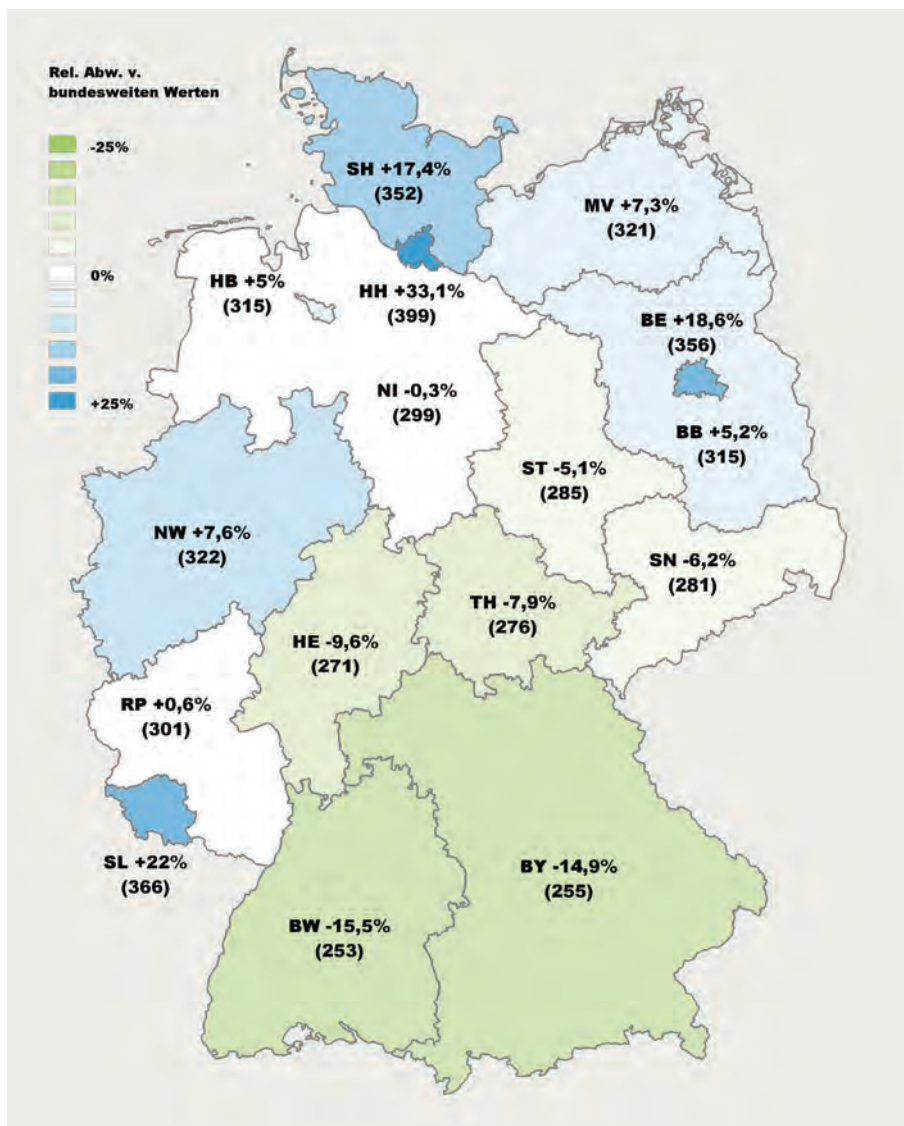 Rel. Abw. v.
bundesweiten Werten
-25%
0%
+25%
SH +17,4%
(352)
MV +7,3%
(321)
HB +5%
(315)
HH +33,1%
(399)
BE +18,6%
(356)
NI -0,3%
(299)
BB +5,2%
(315)
ST -5,1%
(285)
NW +7,6%
(322)
SN -6,2%
(281)
TH -7,9%
(276)
HE -9,6%
(271)
RP +0,6%
(301)
SL +22%
(366)
BY -14,9%
(255)
BW -15,5%
(253)